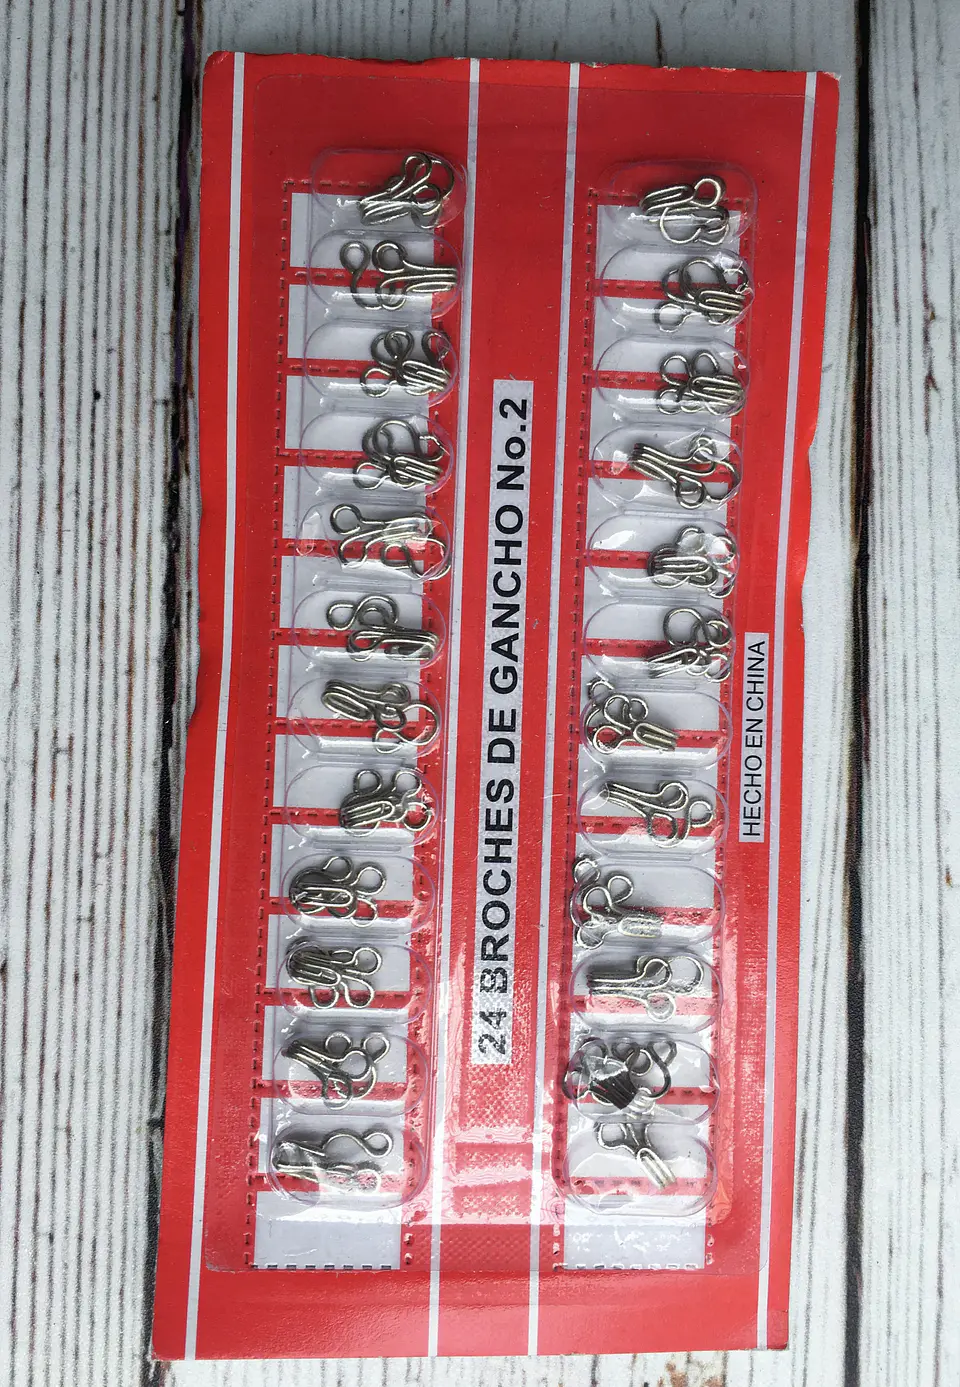 24 BROCHES DE GANCHO No.2
HECHO EN CHINA